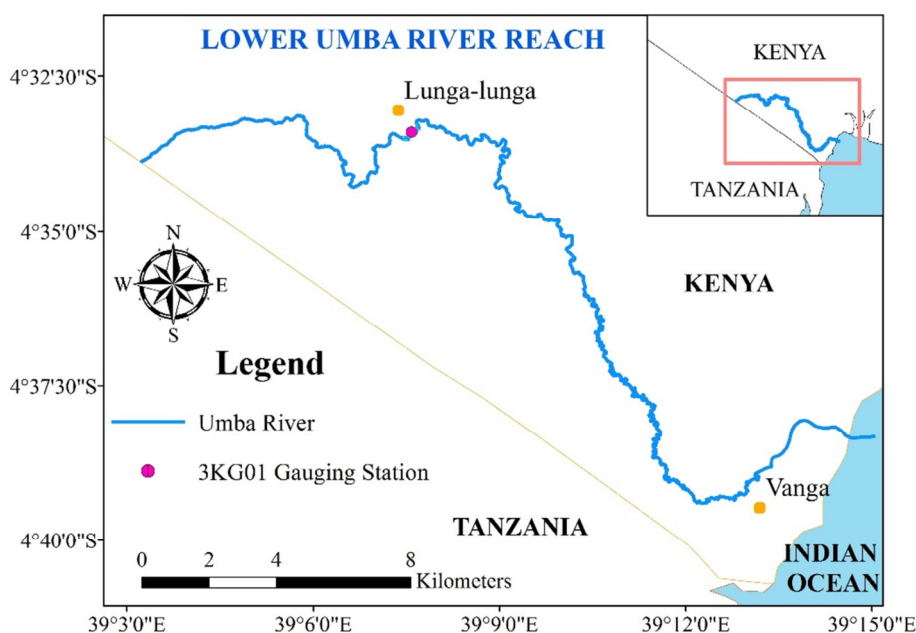 LOWER UMBA RIVER REACH
4°32'30"S
4°35'0"S
4°37'30"S
4°40'0"S
Lunga-lunga
KENYA
TANZANIA
N
W
E
S
KENYA
Legend
Umba River
3KG01 Gauging Station
TANZANIA
Vanga
INDIAN
OCEAN
0 2 4 8
Kilometers
39°3'0"E 39°6'0"E 39°9'0"E 39°12'0"E 39°15'0"E